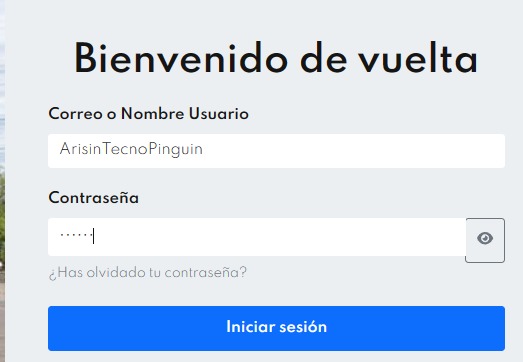 Bienvenido de vuelta
Correo o Nombre Usuario
ArisinTecnoPinguin
Contraseña
······
¿Has olvidado tu contraseña?
Iniciar sesión